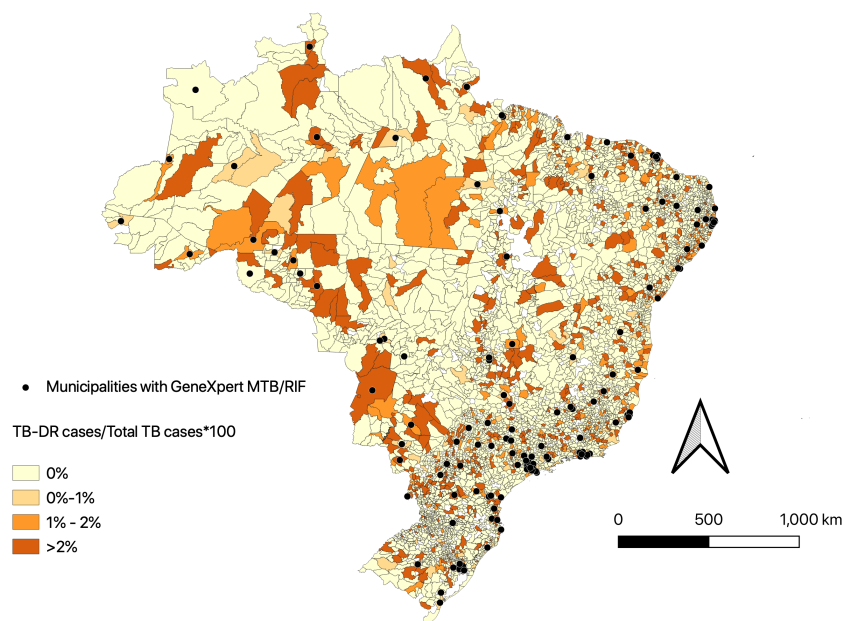 Municipalities with GeneXpert MTB/RIF
TB-DR cases/Total TB cases*100
0%
0%-1%
1% - 2%
>2%
0 500 1,000 km